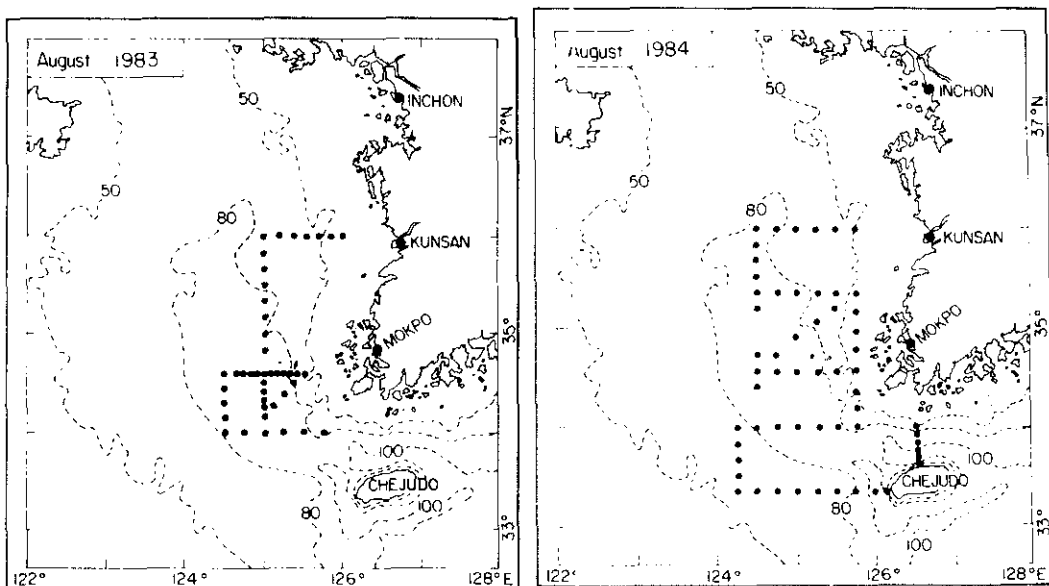 August 1983
50
INCHON
37°N
50
80
KUNSAN
35°
MOKPO
100
CHEJUDO
80
100
33°
122°
124°
126°
128°
August 1984
50
INCHON
37°N
50
80
KUNSAN
35°
MOKPO
100
CHEJUDO
80
100
33°
122°
124°
126°
128°E